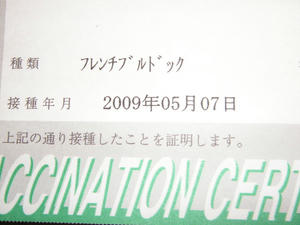 種類 ﾌﾚﾝﾁﾌﾞﾙﾄﾞｯｸ
接種年月 2009年05月07日
上記の通り接種したことを証明します。
ACCINATION CERT